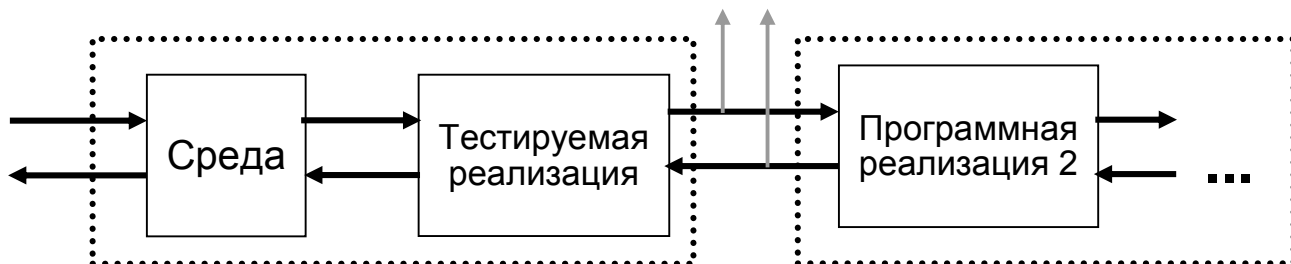 Среда
Тестируемая
реализация
Программная
реализация 2
...